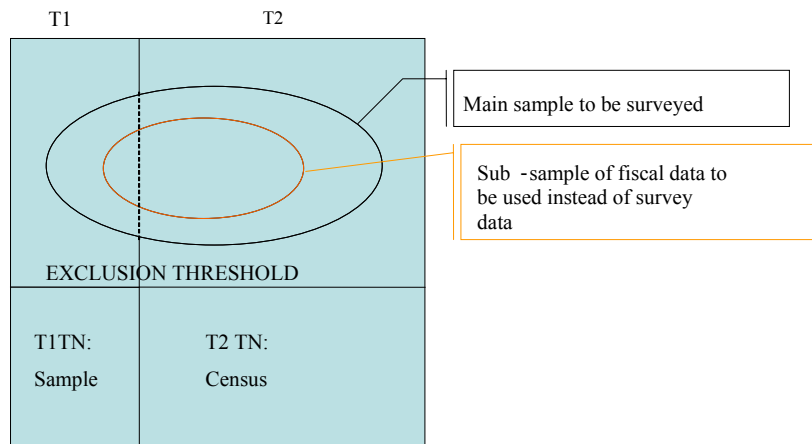 T1
T2
Main sample to be surveyed
Sub -sample of fiscal data to
be used instead of survey
data
EXCLUSION THRESHOLD
T1TN:
Sample
T2 TN:
Census